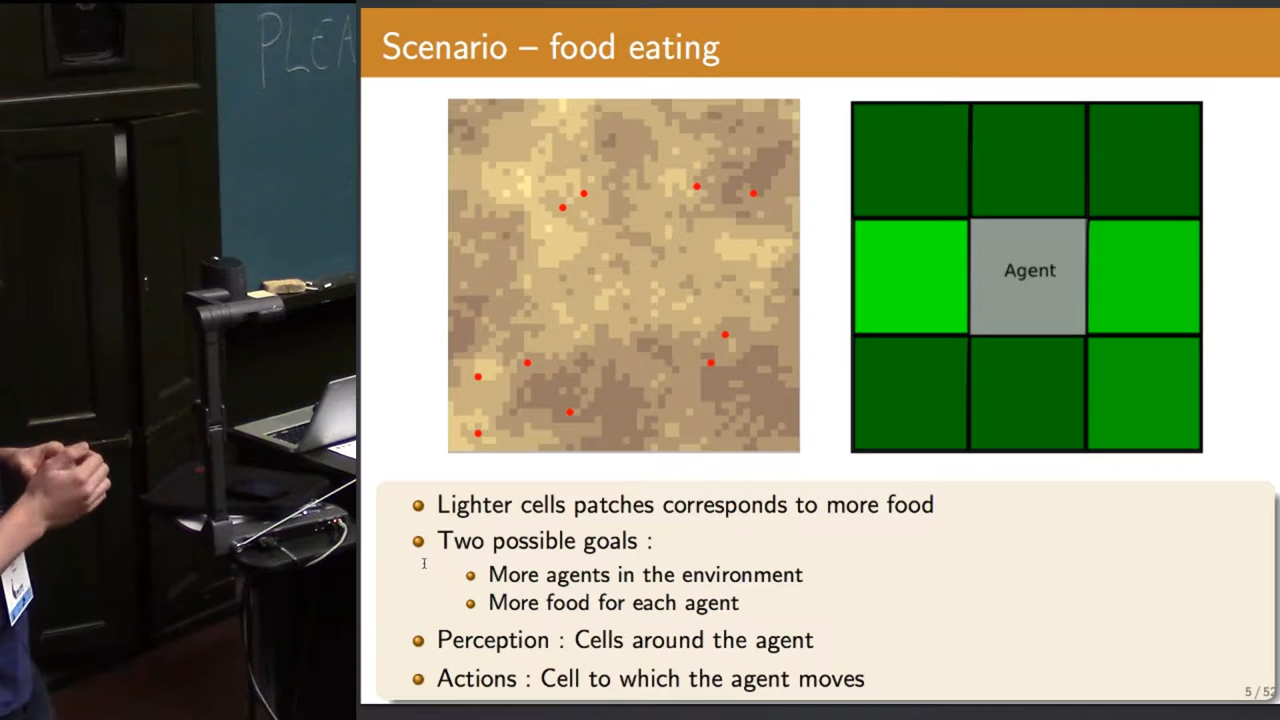 PLEA
Scenario – food eating
Agent
Lighter cells patches corresponds to more food
Two possible goals :
More agents in the environment
More food for each agent
Perception : Cells around the agent
Actions : Cell to which the agent moves
5 / 52